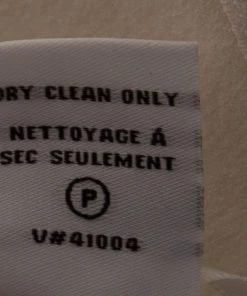 DRY CLEAN ONLY
NETTOYAGE À
SEC SEULEMENT
P
V#41004